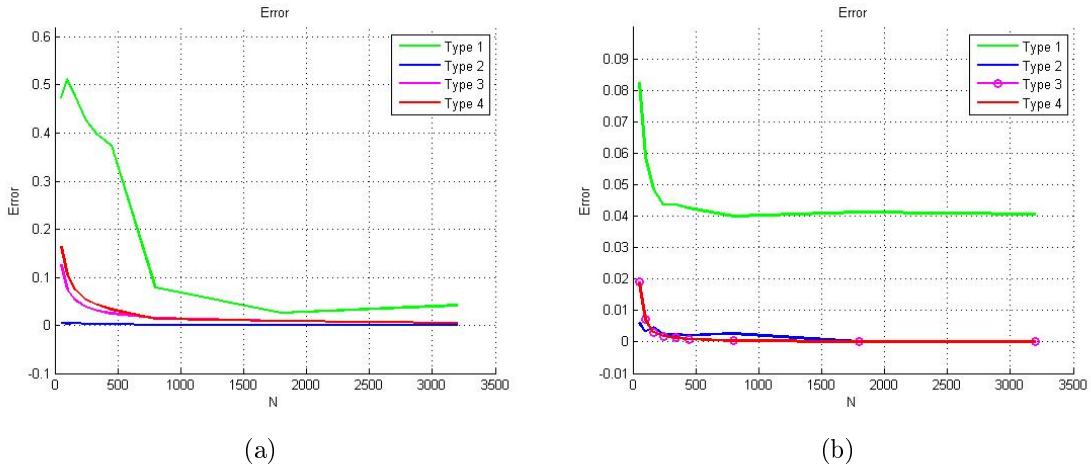 Error
0.6
0.5
0.4
0.3
0.2
0.1
0
-0.1
Error
0
500
1000
1500
2000
2500
3000
3500
N
Type 1
Type 2
Type 3
Type 4
(a)
Error
0.09
0.08
0.07
0.06
0.05
0.04
0.03
0.02
0.01
0
-0.01
Error
0
500
1000
1500
2000
2500
3000
3500
N
Type 1
Type 2
Type 3
Type 4
(b)